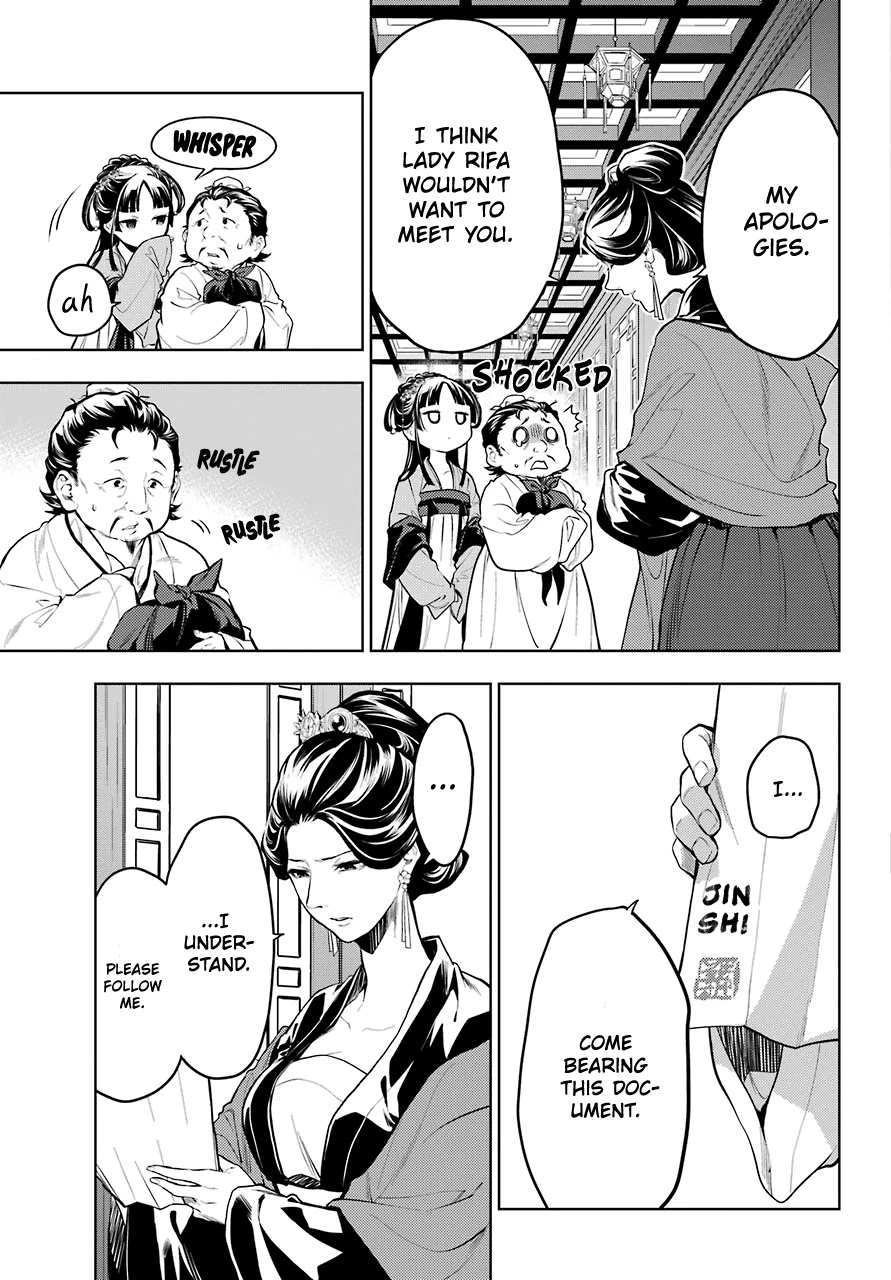 MY
APOLO-
GIES.
I THINK
LADY RIFA
WOULDN'T
WANT TO
MEET YOU.
SHOCKED
WHISPER
ah
RUSTLE
RUSTLE
I...
JIN
SHI
COME
BEARING
THIS DOC-
UMENT.
...
...I
UNDER-
STAND.
PLEASE
FOLLOW
ME.